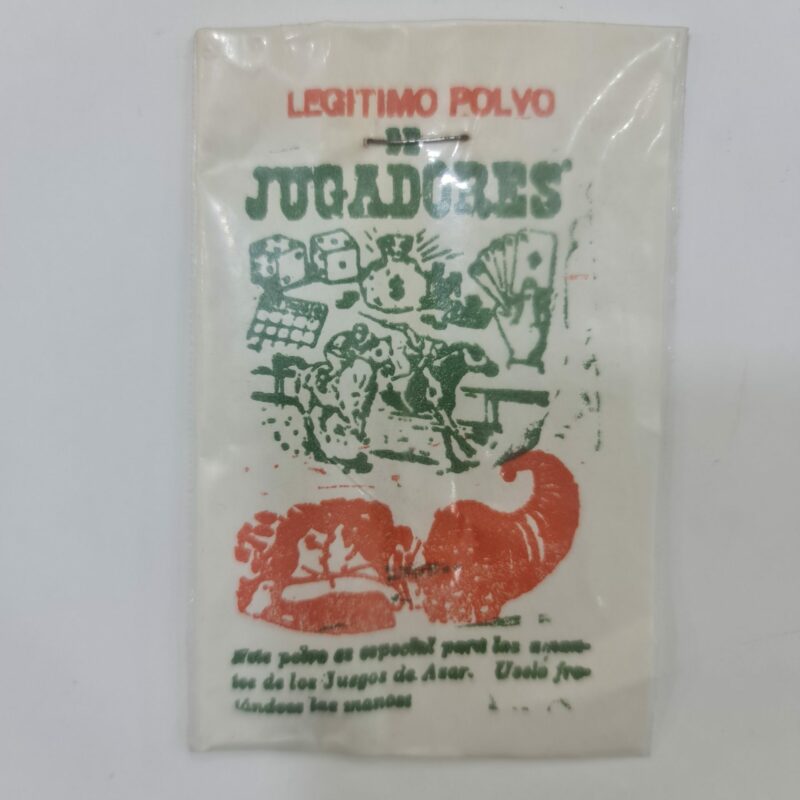 LEGITIMO POLVO
DE
JUGADORES
$
Este polvo es especial para los aman-
tes de los Juegos de Azar. Uselo fro-
tándose las manos